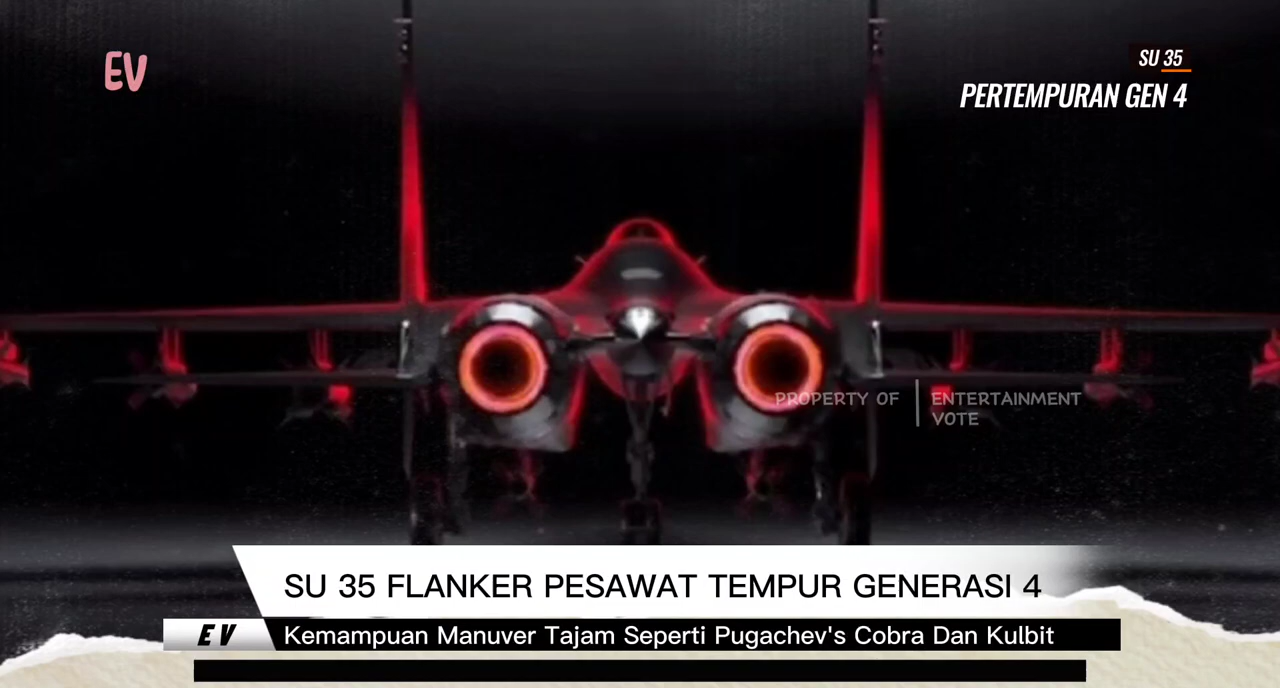 EV
SU 35
PERTEMPURAN GEN 4
PROPERTY OF
ENTERTAINMENT
VOTE
SU 35 FLANKER PESAWAT TEMPUR GENERASI 4
EV
Kemampuan Manuver Tajam Seperti Pugachev's Cobra Dan Kulbit